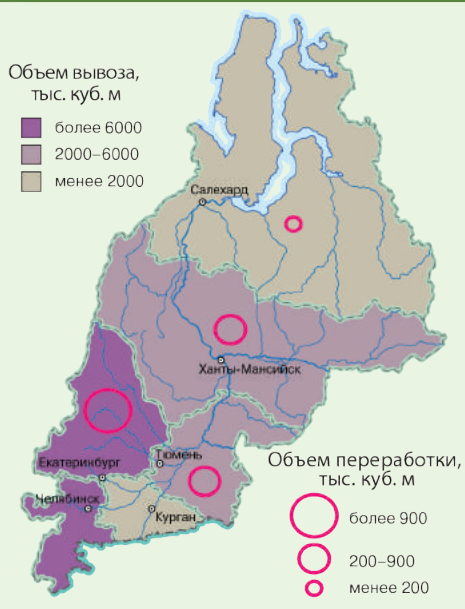 Объем вывоза,
тыс. куб. м
более 6000
2000–6000
менее 2000
Салехард
Ханты-Мансийск
Тюмень
Екатеринбург
Челябинск
Курган
Объем переработки,
тыс. куб. м
более 900
200–900
менее 200